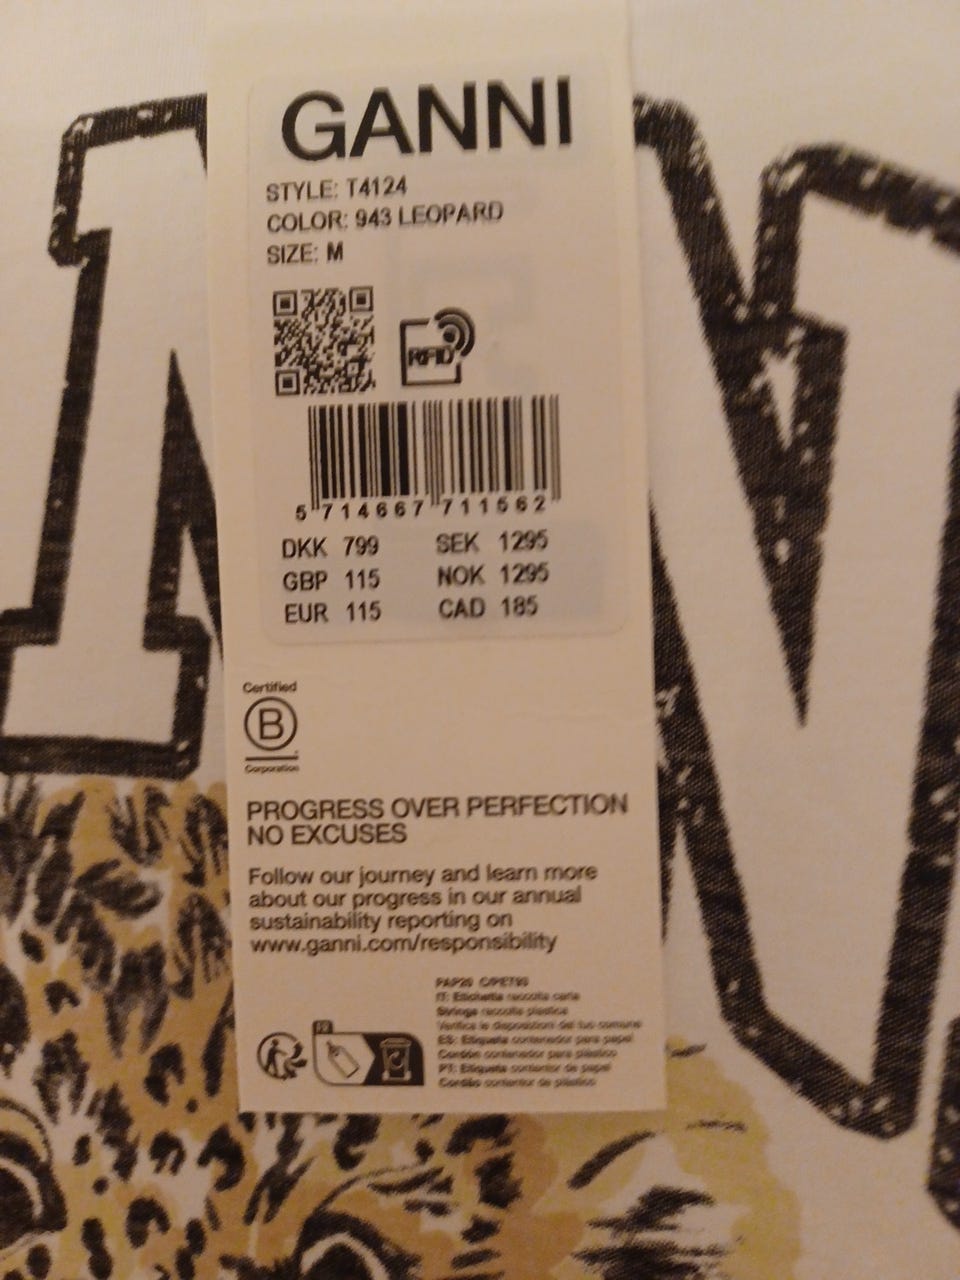 GANNI
STYLE: T4124
COLOR: 943 LEOPARD
SIZE: M
RFID
5 714667 711562
DKK 799 SEK 1295
GBP 115 NOK 1295
EUR 115 CAD 185
Certified
B
Corporation
PROGRESS OVER PERFECTION
NO EXCUSES
Follow our journey and learn more
about our progress in our annual
sustainability reporting on
www.ganni.com/responsibility
PAP20 C/PET90
IT: Etichetta raccolta carta
Stringa raccolta plastica
Verifica le disposizioni del tuo comune
ES: Etiqueta contenedor para papel
Cordón contenedor para plástico
PT: Etiqueta contentor de papel
Cordão contentor de plástico
FR